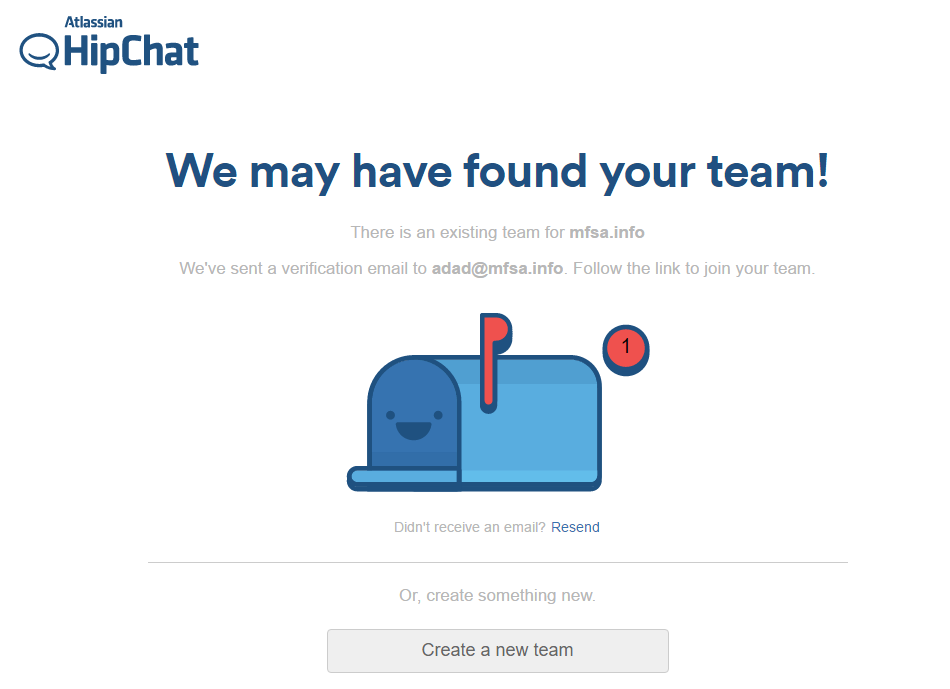 Atlassian
HipChat
We may have found your team!
There is an existing team for mfsa.info
We've sent a verification email to adad@mfsa.info. Follow the link to join your team.
1
Didn't receive an email? Resend
Or, create something new.
Create a new team